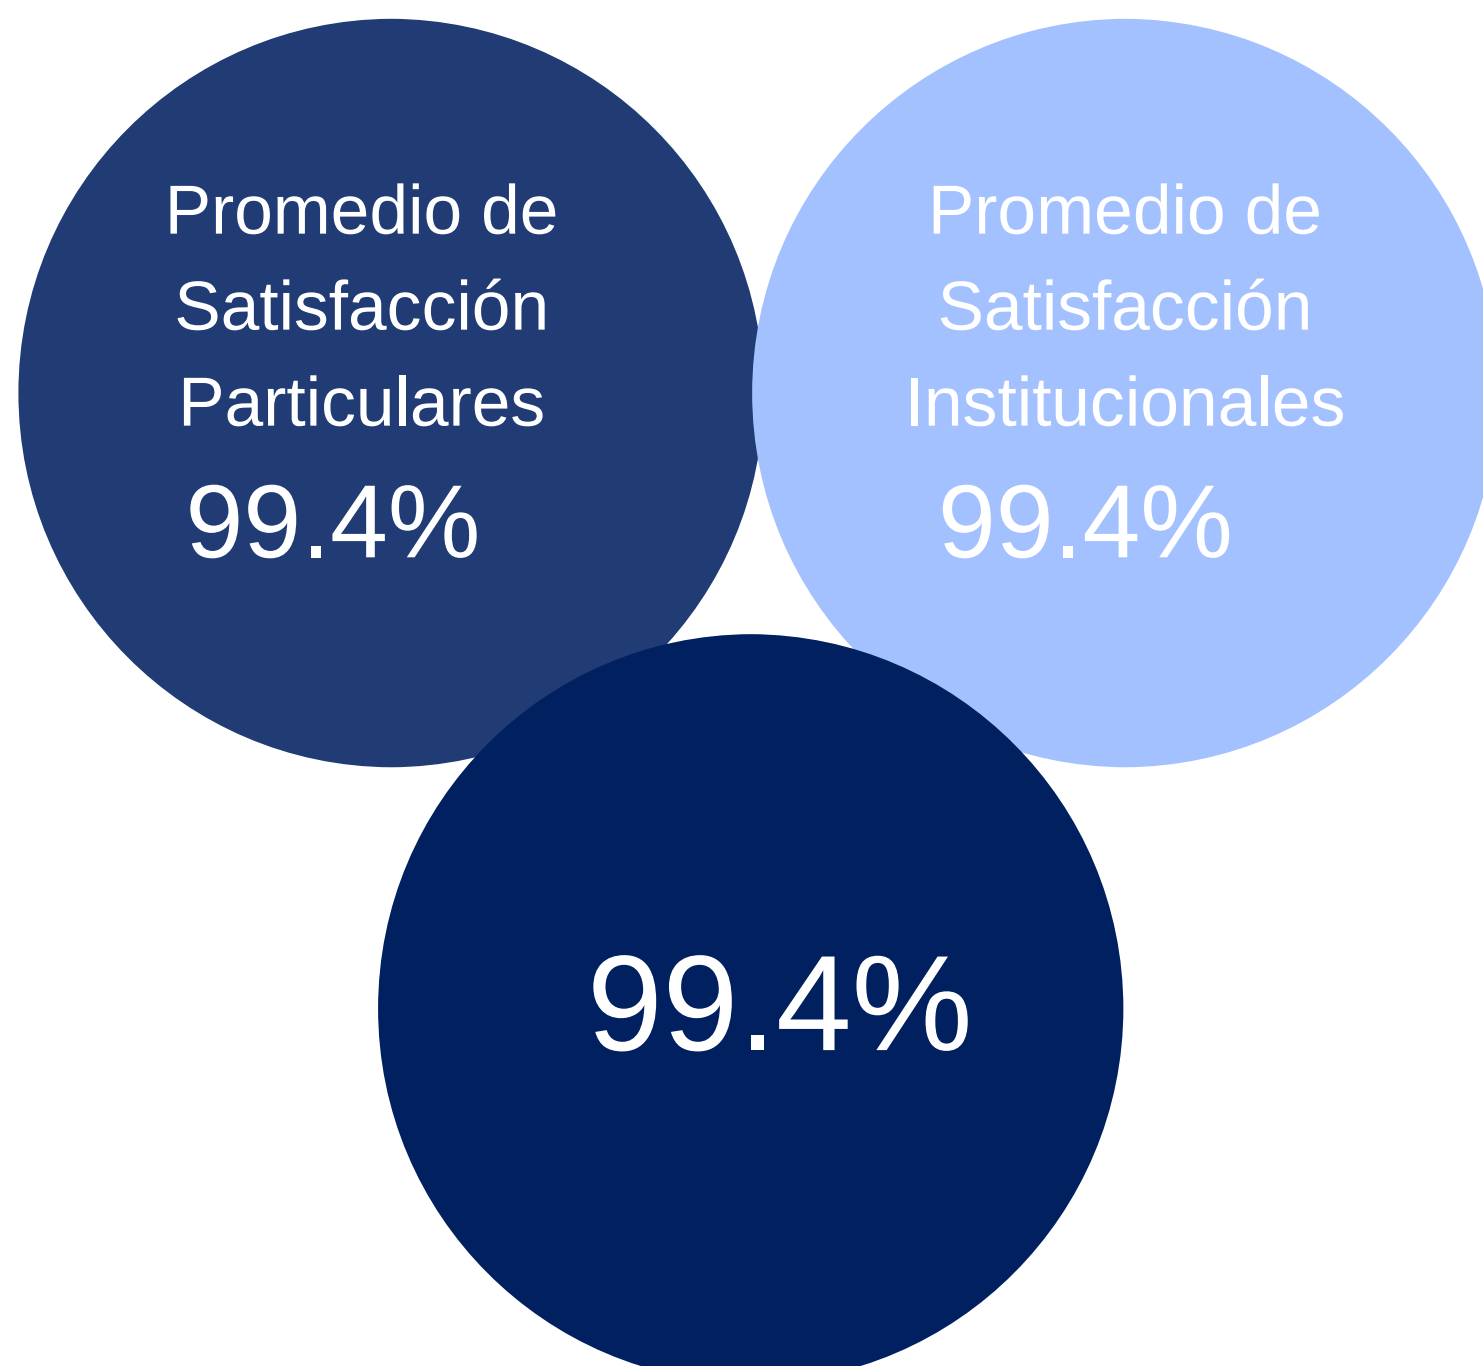 Promedio de
Satisfacción
Particulares
99.4%
Promedio de
Satisfacción
Institucionales
99.4%
99.4%